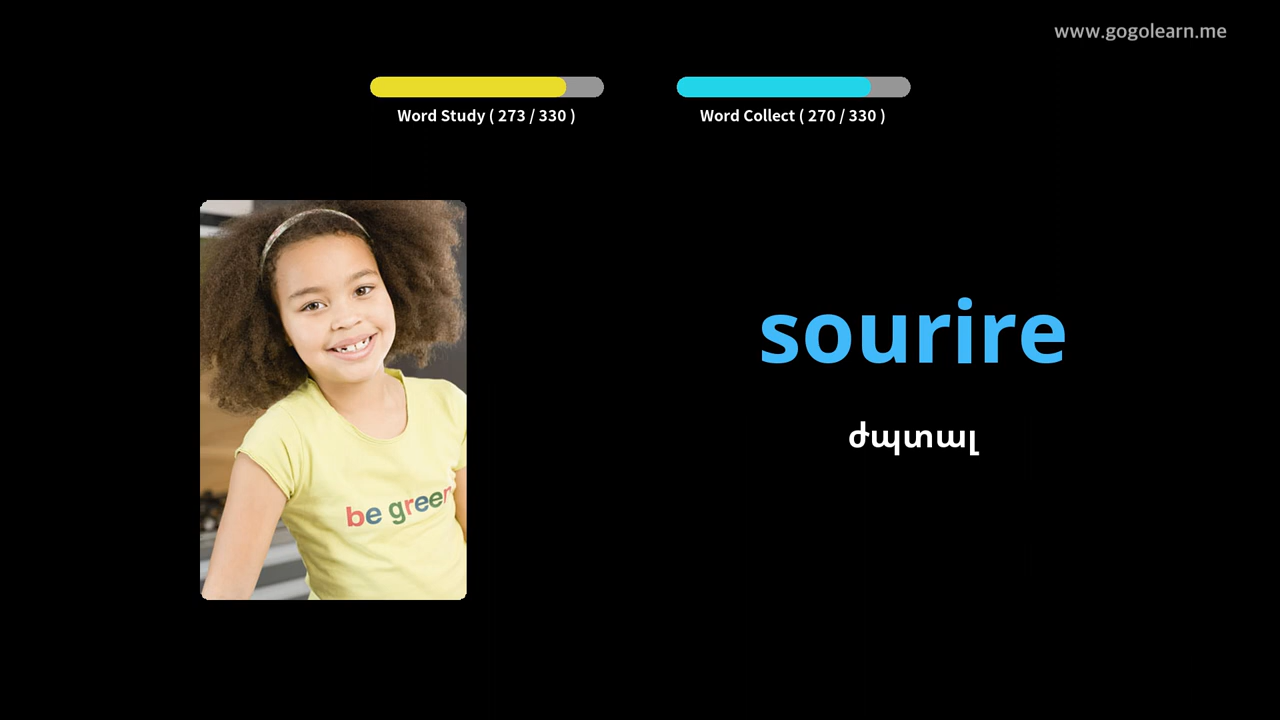 www.gogolearn.me
Word Study ( 273 / 330 )
Word Collect ( 270 / 330 )
sourire
ժպտալ
be green